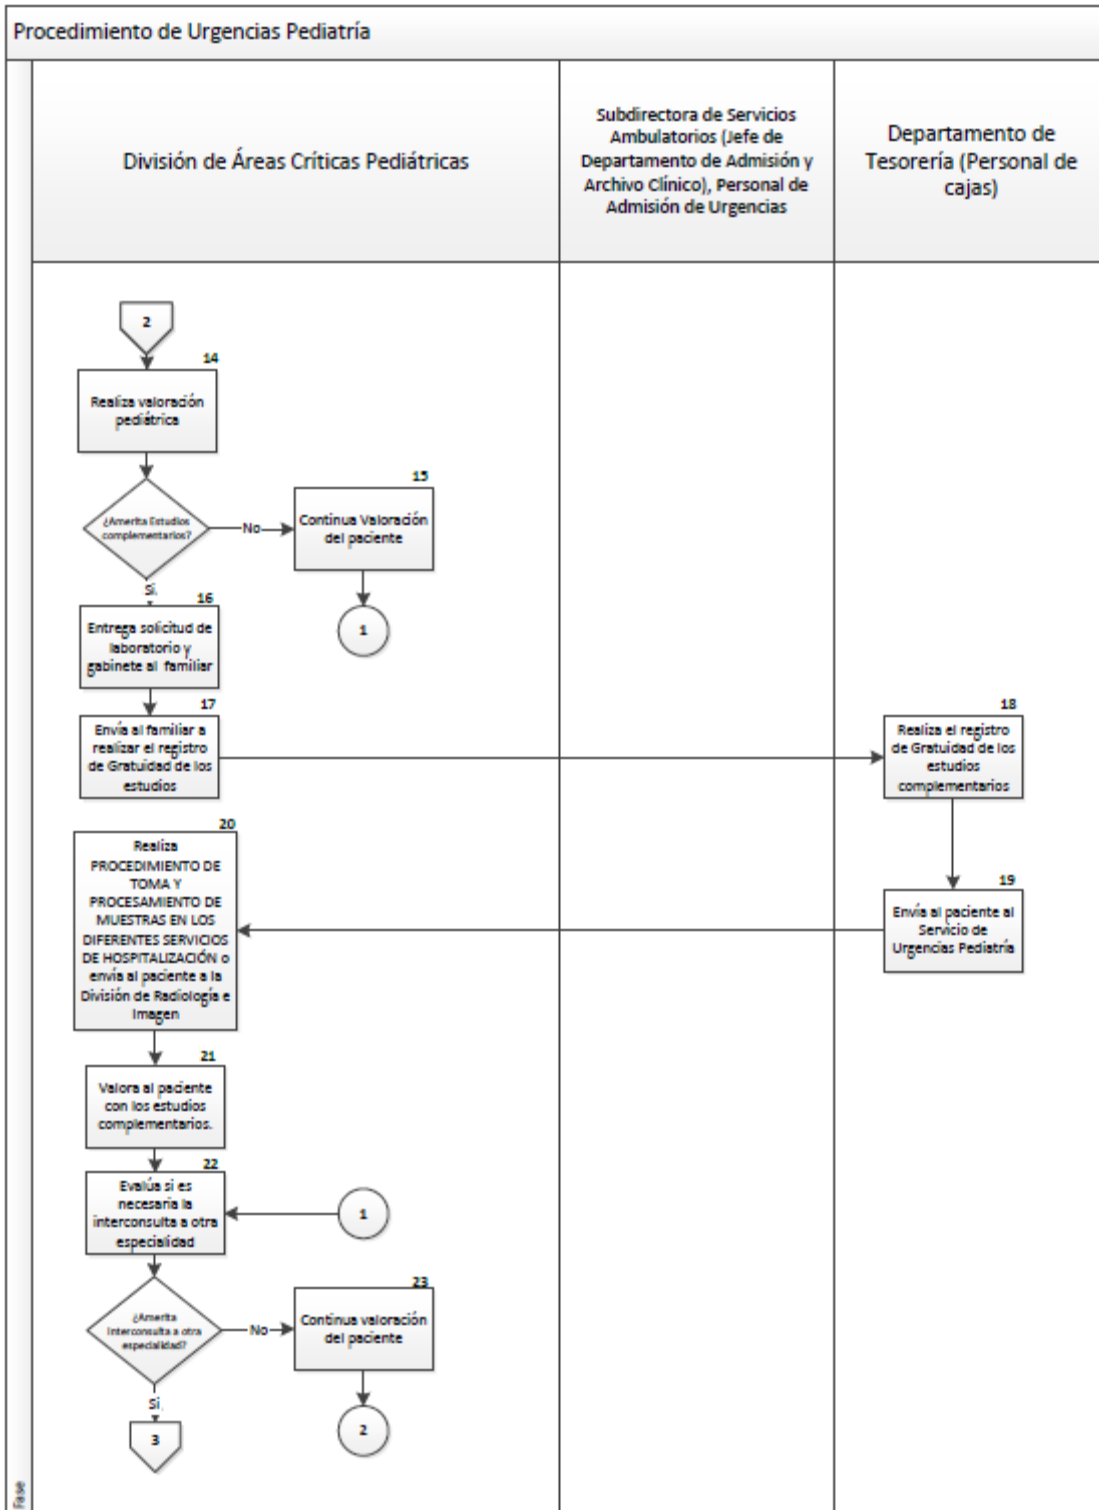 Procedimiento de Urgencias Pediatría
División de Áreas Críticas Pediátricas
Subdirectora de Servicios
Ambulatorios (Jefe de
Departamento de Admisión y
Archivo Clínico), Personal de
Admisión de Urgencias
Departamento de
Tesorería (Personal de
cajas)
2
14
Realiza valoración
pediátrica
¿Amerita Estudios
complementarios?
No
15
Continua Valoración
del paciente
1
Si
16
Entrega solicitud de
laboratorio y
gabinete al familiar
17
Envía al familiar a
realizar el registro
de Gratuidad de los
estudios
18
Realiza el registro
de Gratuidad de los
estudios
complementarios
19
Envía al paciente al
Servicio de
Urgencias Pediatría
20
Realiza
PROCEDIMIENTO DE
TOMA Y
PROCESAMIENTO DE
MUESTRAS EN LOS
DIFERENTES SERVICIOS
DE HOSPITALIZACIÓN o
envía al paciente a la
División de Radiología e
Imagen
21
Valora al paciente
con los estudios
complementarios.
22
Evalúa si es
necesaria la
interconsulta a otra
especialidad
1
¿Amerita
Interconsulta a otra
especialidad?
No
23
Continua valoración
del paciente
2
Si
3
Fase